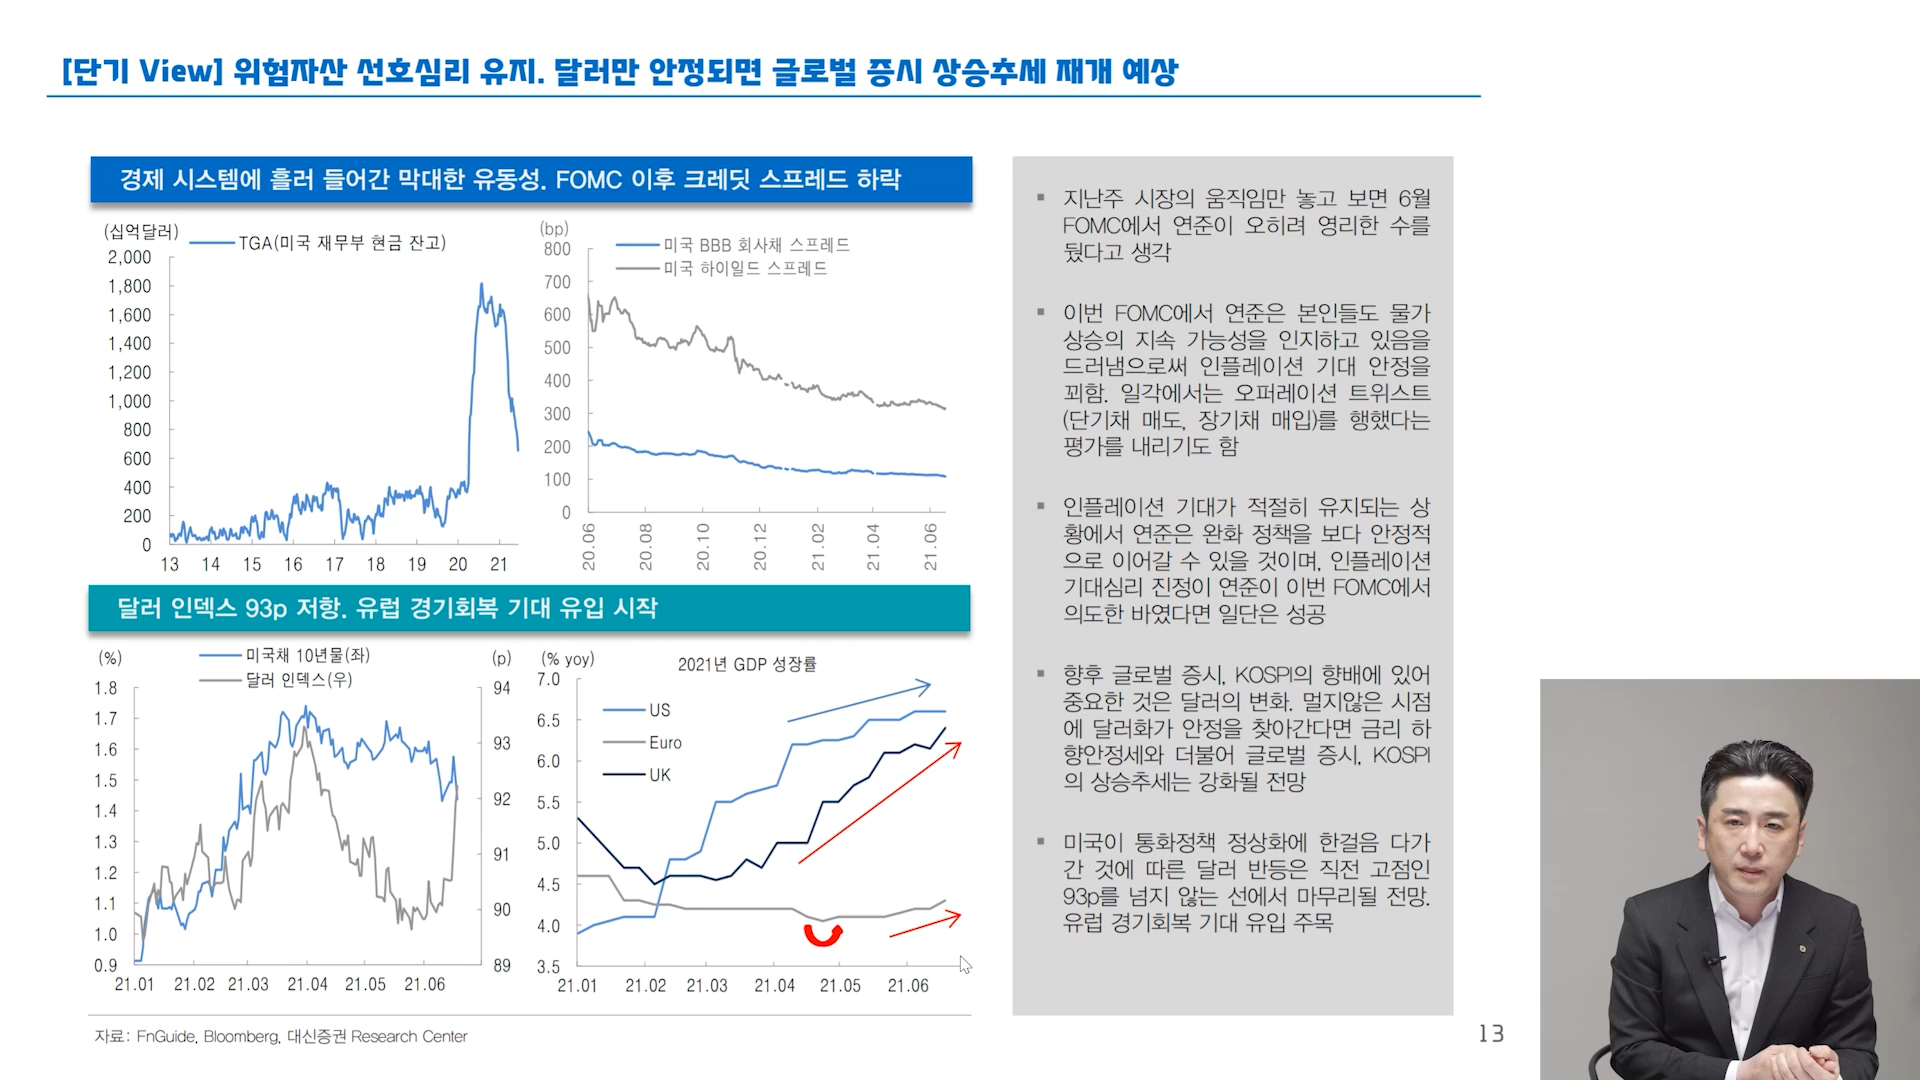 [단기 View] 위험자산 선호심리 유지. 달러만 안정되면 글로벌 증시 상승추세 재개 예상
경제 시스템에 흘러 들어간 막대한 유동성. FOMC 이후 크레딧 스프레드 하락
(십억달러)
TGA(미국 재무부 현금 잔고)
2,000
1,800
1,600
1,400
1,200
1,000
800
600
400
200
0
13 14 15 16 17 18 19 20 21
(bp)
미국 BBB 회사채 스프레드
미국 하이일드 스프레드
800
700
600
500
400
300
200
100
0
20.06 20.08 20.10 20.12 21.02 21.04 21.06
달러 인덱스 93p 저항. 유럽 경기회복 기대 유입 시작
(%)
미국채 10년물(좌)
달러 인덱스(우)
(p)
1.8
1.7
1.6
1.5
1.4
1.3
1.2
1.1
1.0
0.9
94
93
92
91
90
89
21.01 21.02 21.03 21.04 21.05 21.06
(% yoy)
2021년 GDP 성장률
7.0
6.5
6.0
5.5
5.0
4.5
4.0
3.5
US
Euro
UK
21.01 21.02 21.03 21.04 21.05 21.06
자료: FnGuide, Bloomberg, 대신증권 Research Center
▪ 지난주 시장의 움직임만 놓고 보면 6월
FOMC에서 연준이 오히려 영리한 수를
뒀다고 생각
▪ 이번 FOMC에서 연준은 본인들도 물가
상승의 지속 가능성을 인지하고 있음을
드러냄으로써 인플레이션 기대 안정을
꾀함. 일각에서는 오퍼레이션 트위스트
(단기채 매도, 장기채 매입)를 행했다는
평가를 내리기도 함
▪ 인플레이션 기대가 적절히 유지되는 상
황에서 연준은 완화 정책을 보다 안정적
으로 이어갈 수 있을 것이며, 인플레이션
기대심리 진정이 연준이 이번 FOMC에서
의도한 바였다면 일단은 성공
▪ 향후 글로벌 증시, KOSPI의 향배에 있어
중요한 것은 달러의 변화. 멀지않은 시점
에 달러화가 안정을 찾아간다면 금리 하
향안정세와 더불어 글로벌 증시, KOSPI
의 상승추세는 강화될 전망
▪ 미국이 통화정책 정상화에 한걸음 다가
간 것에 따른 달러 반등은 직전 고점인
93p를 넘지 않는 선에서 마무리될 전망.
유럽 경기회복 기대 유입 주목
13